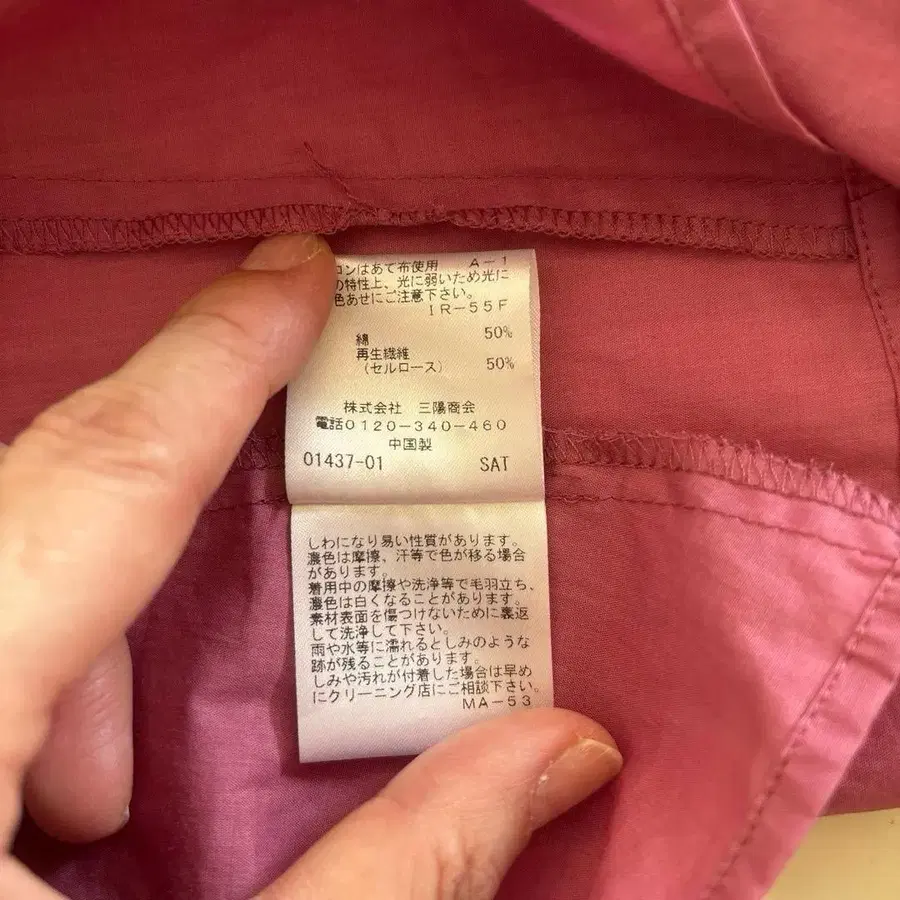 コンはあて布使用 A-1
の特性上、光に弱いため光に
色あせにご注意下さい。
IR-55F
綿 50%
再生繊維
(セルロース) 50%
株式会社 三陽商会
電話0120-340-460
中国製
01437-01 SAT
しわになり易い性質があります。
濃色は摩擦、汗等で色が移る場合
があります。
着用中の摩擦や洗浄等で毛羽立ち、
濃色は白くなることがあります。
素材表面を傷つけないために裏返
して洗浄して下さい。
雨や水等に濡れるとしみのような
跡が残ることがあります。
しみや汚れが付着した場合は早め
にクリーニング店にご相談下さい。
MA-53